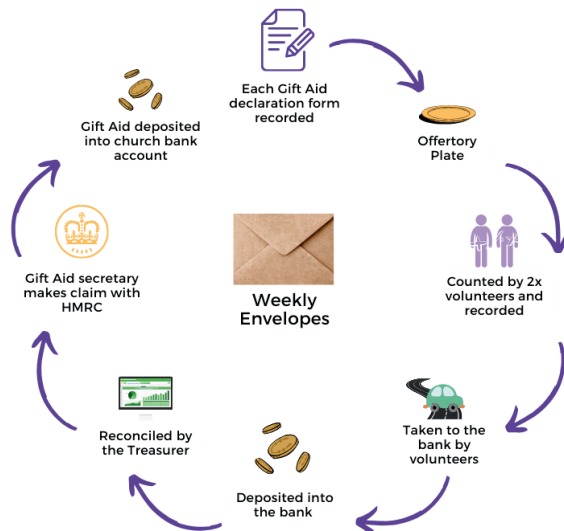 Each Gift Aid
declaration form
recorded
Offertory
Plate
Counted by 2x
volunteers and
recorded
Taken to the
bank by
volunteers
Deposited into
the bank
Reconciled by
the Treasurer
Gift Aid secretary
makes claim with
HMRC
Gift Aid deposited
into church bank
account
Weekly
Envelopes